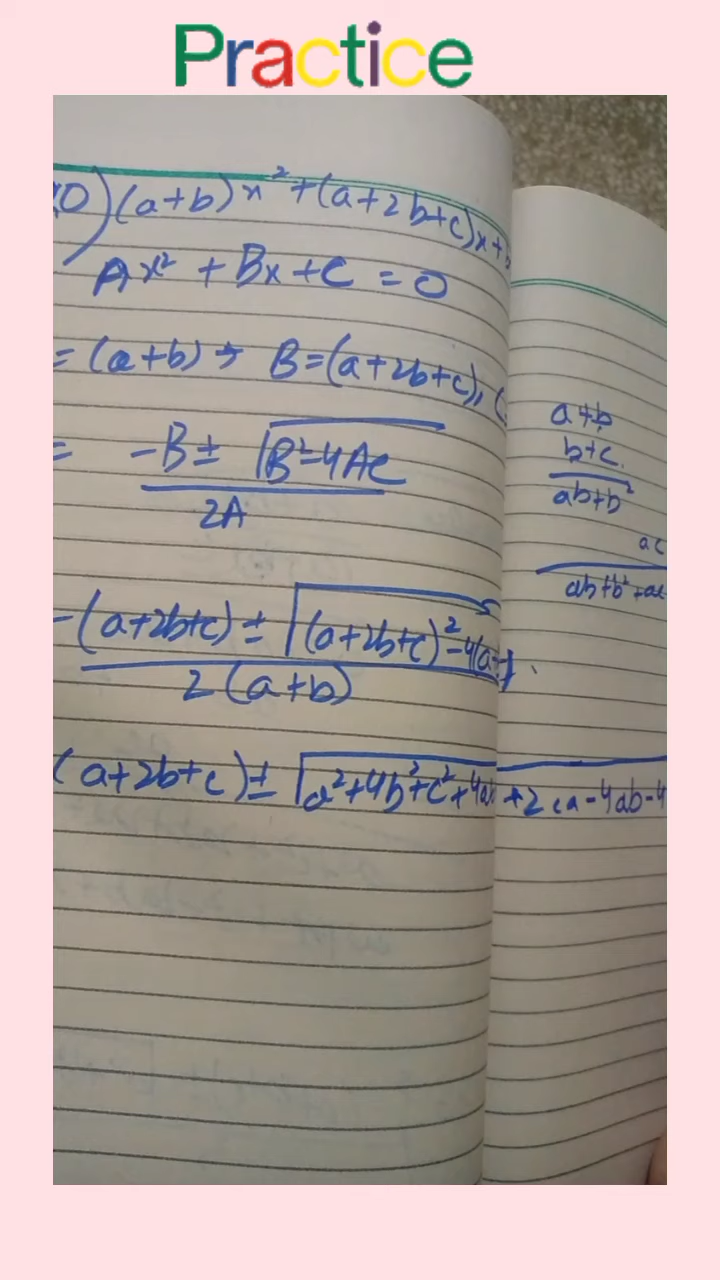 Practice
(0) (a+b)x²+(a+2b+c)x+b
Ax² + Bx + C = 0
= (a+b) → B=(a+2b+c), (
= -B ± √B²-4AC
2A
a+b
b+c
ab+b²
ac
ab+b²+ac
-(a+2b+c) ± √(a+2b+c)²-4(a+
2(a+b)
(a+2b+c) ± √a²+4b²+c²+4ab +2ca-4ab-4